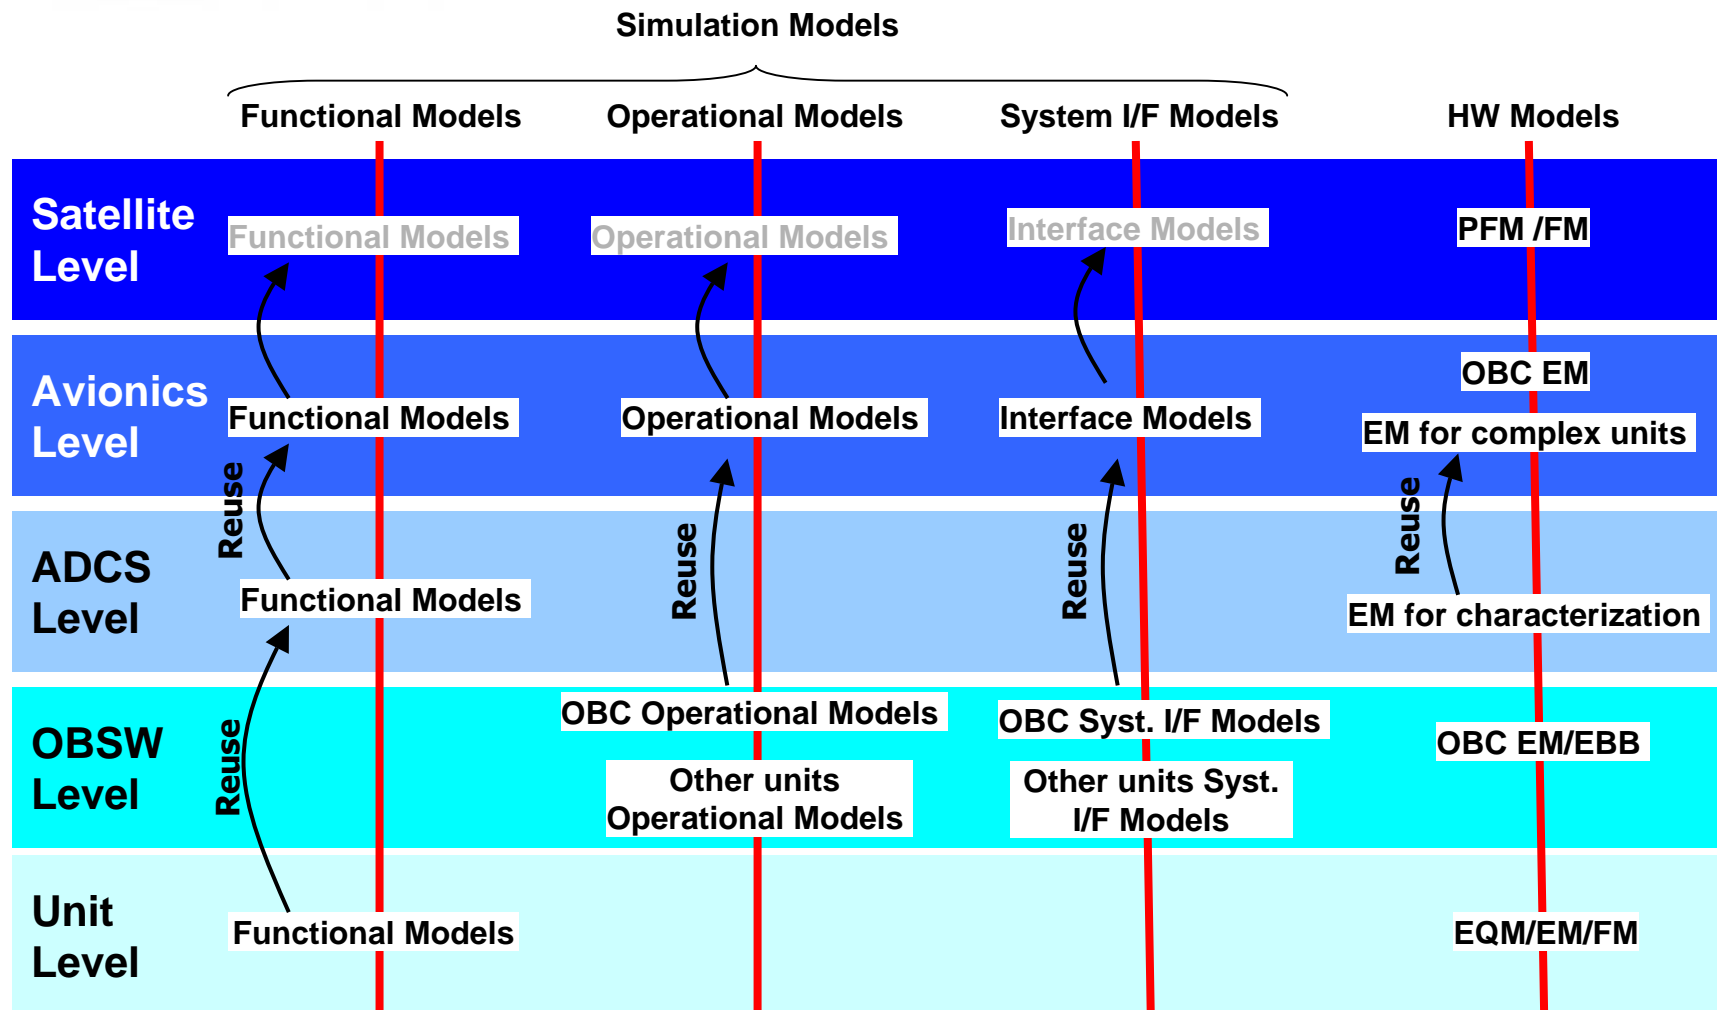 Simulation Models
Functional Models
Operational Models
System I/F Models
HW Models
Satellite
Level
Functional Models
Operational Models
Interface Models
PFM /FM
Avionics
Level
Functional Models
Operational Models
Interface Models
OBC EM
EM for complex units
Reuse
Reuse
Reuse
Reuse
ADCS
Level
Functional Models
EM for characterization
OBSW
Level
Reuse
OBC Operational Models
Other units
Operational Models
OBC Syst. I/F Models
Other units Syst.
I/F Models
OBC EM/EBB
Unit
Level
Functional Models
EQM/EM/FM